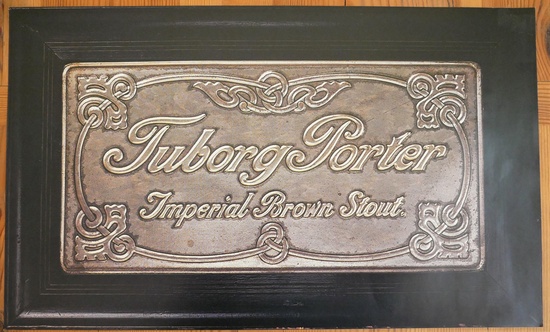 Tuborg Porter
Imperial Brown Stout.